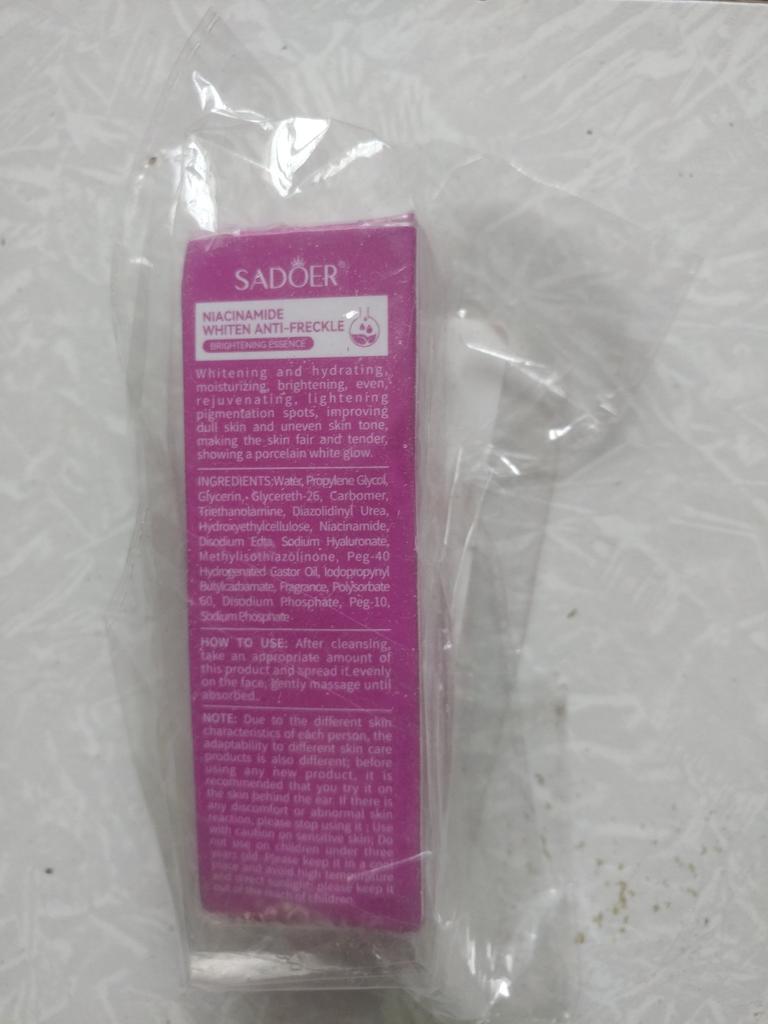 SADOER®
NIACINAMIDE
WHITEN ANTI-FRECKLE
BRIGHTENING ESSENCE
Whitening and hydrating,
moisturizing, brightening, even,
rejuvenating, lightening
pigmentation spots, improving
dull skin and uneven skin tone,
making the skin fair and tender,
showing a porcelain white glow.
INGREDIENTS:Water, Propylene Glycol,
Glycerin, Glycereth-26, Carbomer,
Triethanolamine, Diazolidinyl Urea,
Hydroxyethylcellulose, Niacinamide,
Disodium Edta, Sodium Hyaluronate,
Methylisothiazolinone, Peg-40
Hydrogenated Castor Oil, Iodopropynyl
Butylcarbamate, Fragrance, Polysorbate
60, Disodium Phosphate, Peg-10,
Sodium Phosphate
HOW TO USE: After cleansing,
take an appropriate amount of
this product and spread it evenly
on the face, gently massage until
absorbed.
NOTE: Due to the different skin
characteristics of each person, the
adaptability to different skin care
products is also different; before
using any new product, it is
recommended that you try it on
the skin behind the ear. If there is
any discomfort or abnormal skin
reaction, please stop using it ; Use
with caution on sensitive skin; Do
not use on children under three
years old. Please keep it in a cool
place and avoid high temperature
and direct sunlight; please keep it
out of the reach of children.